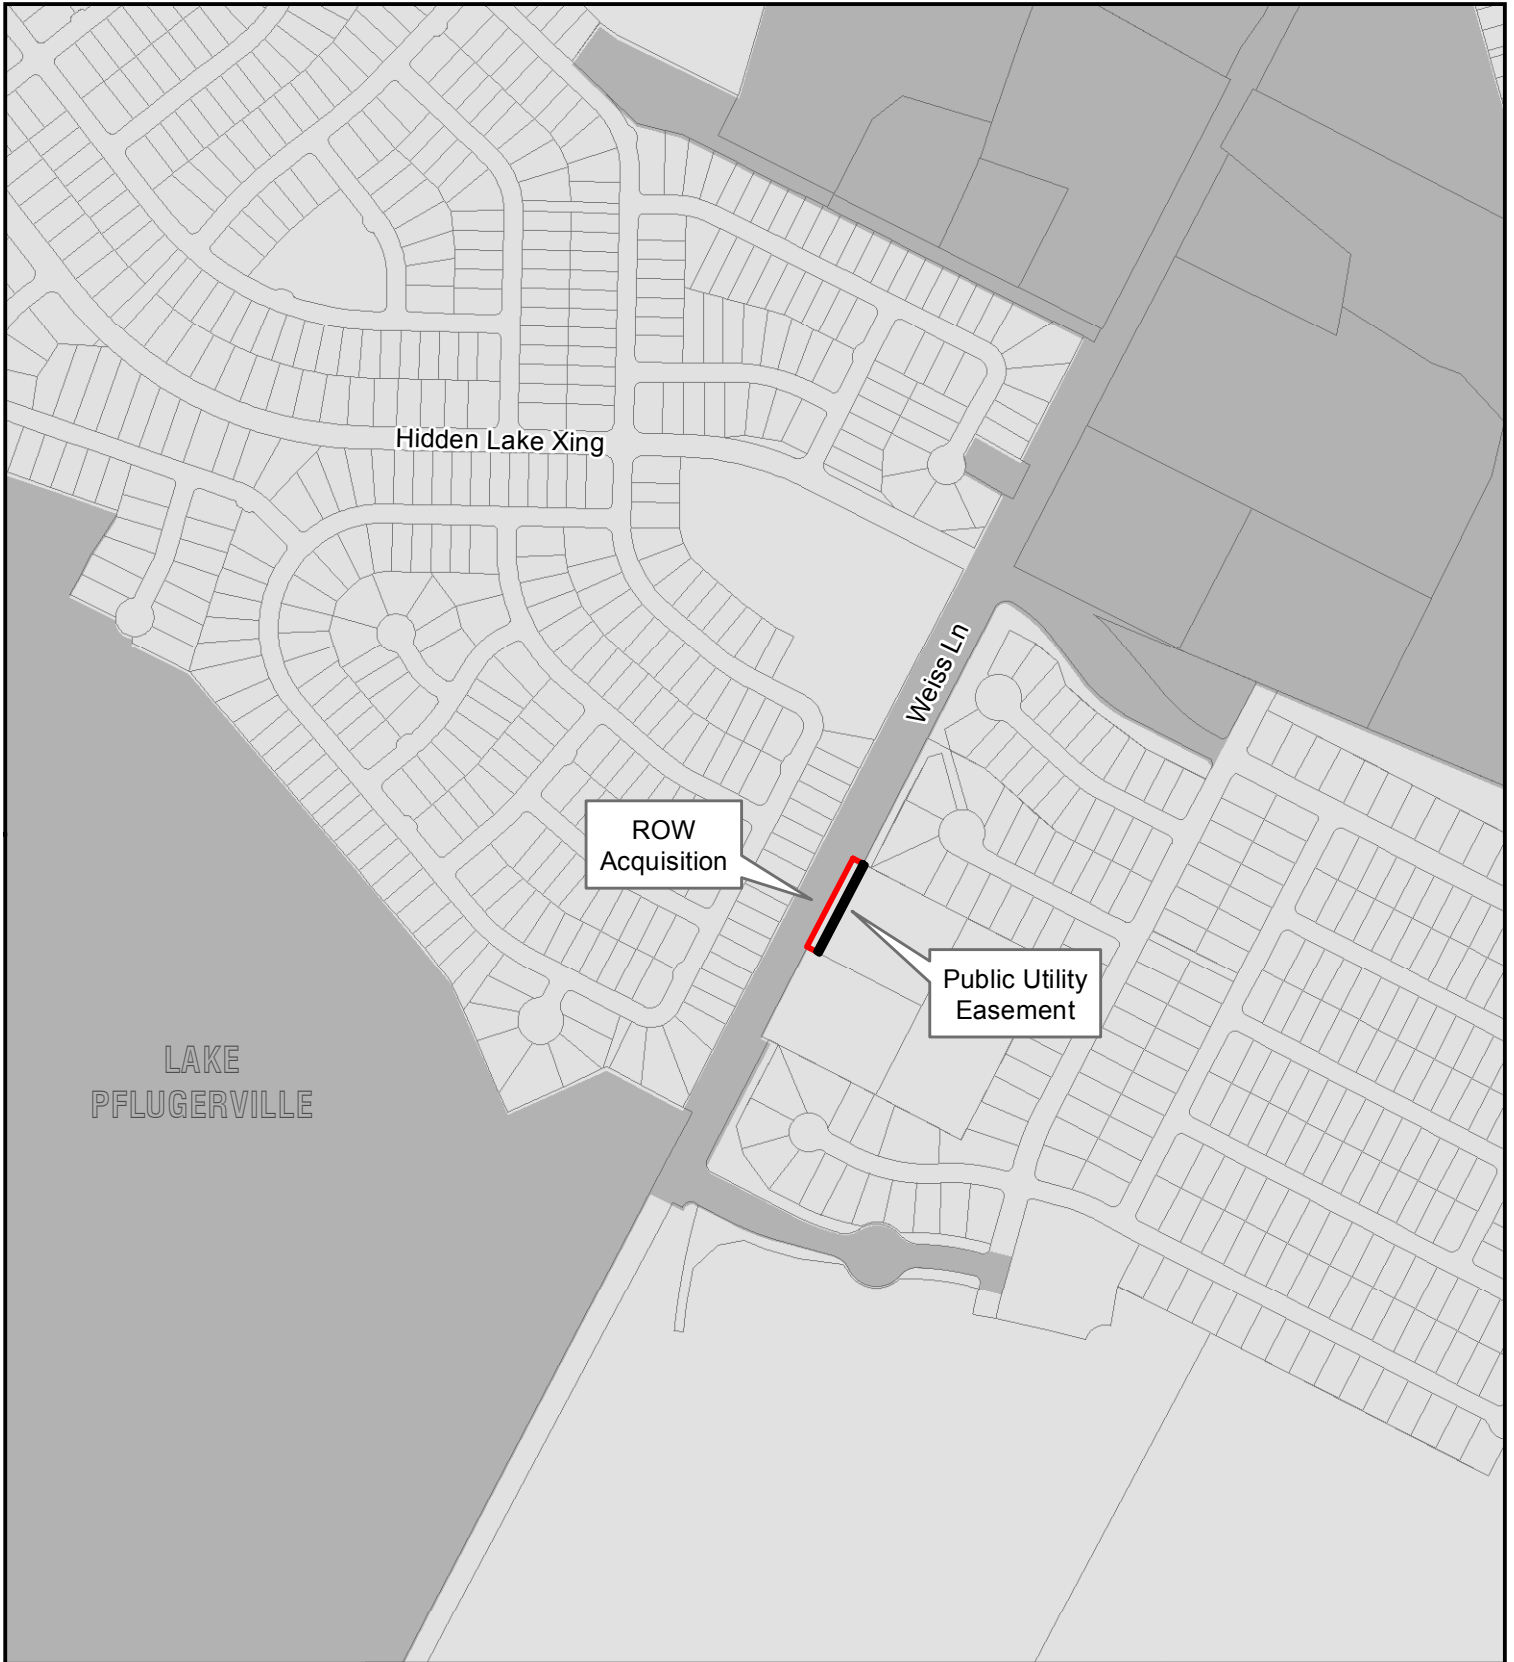 Hidden Lake Xing
Weiss Ln
ROW
Acquisition
Public Utility
Easement
LAKE
PFLUGERVILLE